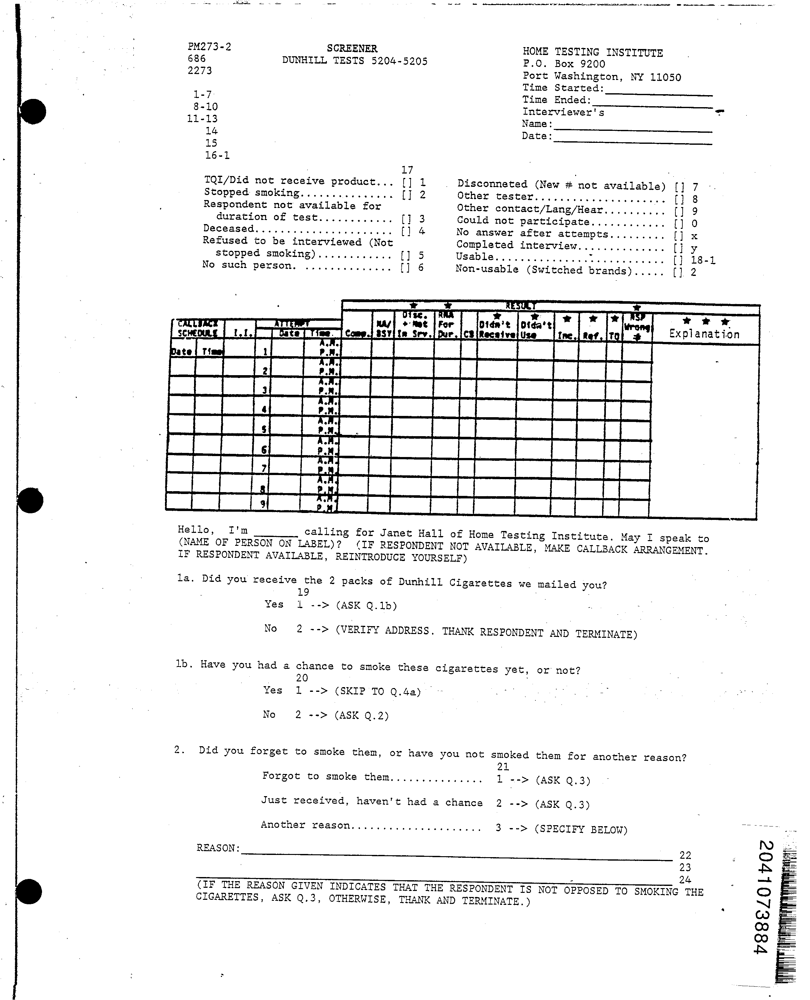 PM273-2
686
2273
SCREENER
DUNHILL TESTS 5204-5205
HOME TESTING INSTITUTE
P.O. Box 9200
Port Washington, NY 11050
Time Started:
Time Ended:
Interviewer's
Name:
Date:
1-7
8-10
11-13
14
15
16-1
17
TQI/Did not receive product... [] 1
Stopped smoking............... [] 2
Respondent not available for
duration of test............ [] 3
Deceased...................... [] 4
Refused to be interviewed (Not
stopped smoking)............ [] 5
No such person. .............. [] 6
Disconneted (New # not available) [] 7
Other tester..................... [] 8
Other contact/Lang/Hear.......... [] 9
Could not participate............ [] 0
No answer after attempts......... [] x
Completed interview.............. [] y
Usable........................... [] 18-1
Non-usable (Switched brands)..... [] 2
RESULT
CALLBACK SCHEDULE
I.I.
ATTEMPT
Date Time
Comp.
NA/ BSY
★ Disc. + Not In Srv.
★ RNA For Dur.
CB
★ Didn't Receive
★ Didn't Use
★ Inc.
★ Ref.
★ TQ
★ RSP Wrong #
★ ★ ★ Explanation
Date Time
1 A.M. P.M.
2 A.M. P.M.
3 A.M. P.M.
4 A.M. P.M.
5 A.M. P.M.
6 A.M. P.M.
7 A.M. P.M.
8 A.M. P.M.
9 A.M. P.M.
Hello, I'm ______ calling for Janet Hall of Home Testing Institute. May I speak to
(NAME OF PERSON ON LABEL)? (IF RESPONDENT NOT AVAILABLE, MAKE CALLBACK ARRANGEMENT.
IF RESPONDENT AVAILABLE, REINTRODUCE YOURSELF)
1a. Did you receive the 2 packs of Dunhill Cigarettes we mailed you?
19
Yes 1 --> (ASK Q.1b)
No 2 --> (VERIFY ADDRESS. THANK RESPONDENT AND TERMINATE)
1b. Have you had a chance to smoke these cigarettes yet, or not?
20
Yes 1 --> (SKIP TO Q.4a)
No 2 --> (ASK Q.2)
2. Did you forget to smoke them, or have you not smoked them for another reason?
21
Forgot to smoke them............... 1 --> (ASK Q.3)
Just received, haven't had a chance 2 --> (ASK Q.3)
Another reason..................... 3 --> (SPECIFY BELOW)
REASON:
22
23
24
(IF THE REASON GIVEN INDICATES THAT THE RESPONDENT IS NOT OPPOSED TO SMOKING THE
CIGARETTES, ASK Q.3, OTHERWISE, THANK AND TERMINATE.)
2041073884